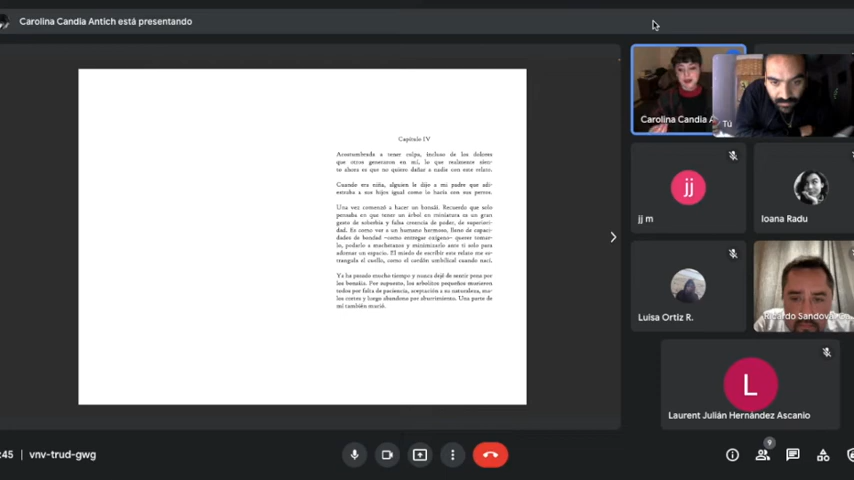 Carolina Candia Antich está presentando
Capítulo IV
Acostumbrada a tener culpa, incluso de los dolores
que otros generaron en mí, lo que realmente sien-
to ahora es que no quiero dañar a nadie con este relato.
Cuando era niña, alguien le dijo a mi padre que adi-
estraba a sus hijos igual como lo hacía con sus perros.
Una vez comenzó a hacer un bonsái. Recuerdo que solo
pensaba en que tener un árbol en miniatura es un gran
gesto de soberbia y falsa creencia de poder, de superiori-
dad. Es como ver a un humano hermoso, lleno de capaci-
dades de bondad –como entregar oxígeno– querer tomar-
lo, podarlo a machetazos y minimizarlo ante ti solo para
adornar un espacio. El miedo de escribir este relato me es-
trangula el cuello, como el cordón umbilical cuando nací.
Ya ha pasado mucho tiempo y nunca dejé de sentir pena por
los bonsáis. Por supuesto, los arbolitos pequeños murieron
todos por falta de paciencia, aceptación a su naturaleza, ma-
los cortes y luego abandono por aburrimiento. Una parte de
mí también murió.
Carolina Candia A
Tú
jj
jj m
Ioana Radu
Luisa Ortiz R.
Ricardo Sandoval
L
Laurent Julián Hernández Ascanio
:45 | vnv-trud-gwg
9